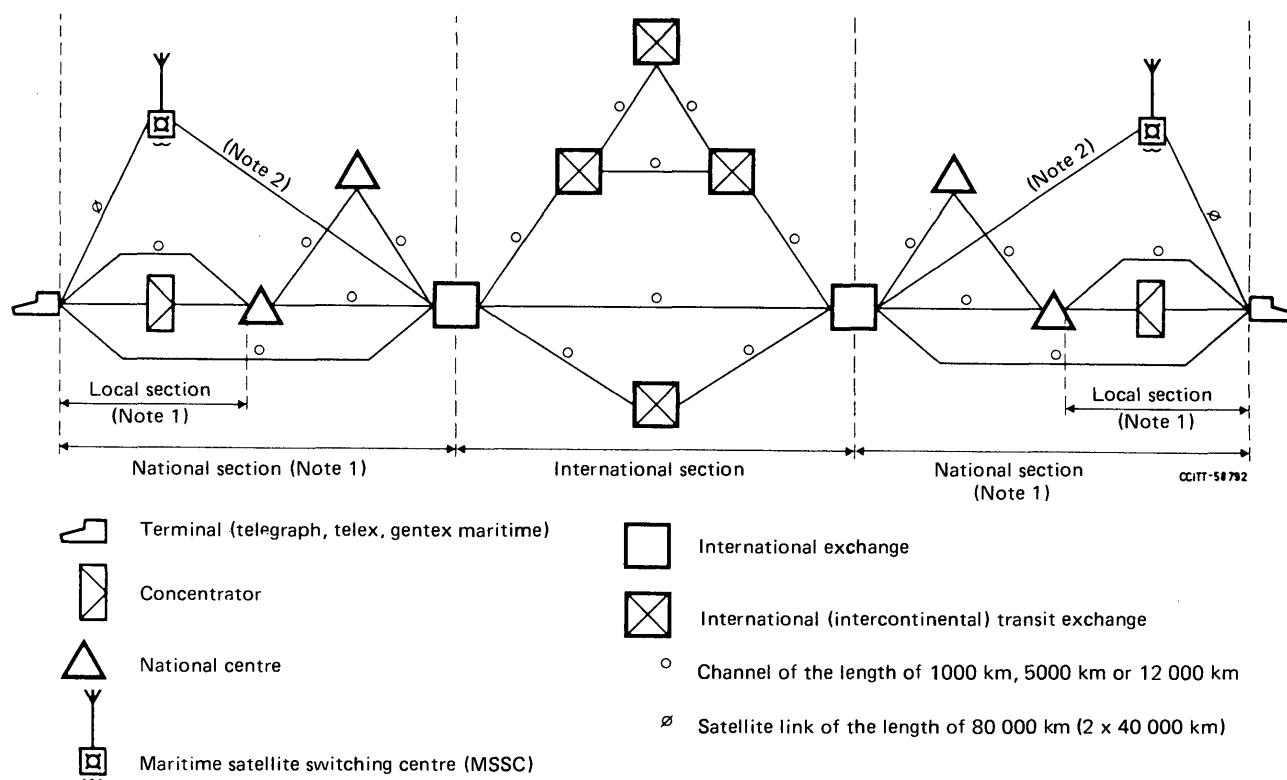 (Note 2)
(Note 2)
Local section
(Note 1)
Local section
(Note 1)
National section (Note 1)
International section
National section
(Note 1)
CCITT-58792
Terminal (telegraph, telex, gentex maritime)
Concentrator
National centre
Maritime satellite switching centre (MSSC)
International exchange
International (intercontinental) transit exchange
Channel of the length of 1000 km, 5000 km or 12 000 km
Satellite link of the length of 80 000 km (2 x 40 000 km)